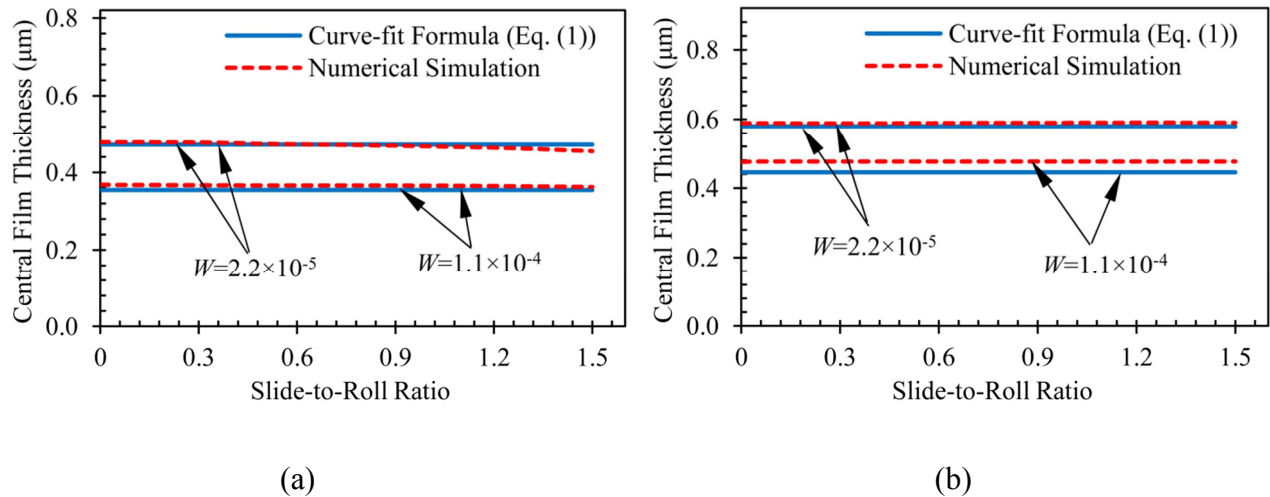 0.8
0.6
0.4
0.2
0.0
Central Film Thickness (μm)
Curve-fit Formula (Eq. (1))
Numerical Simulation
W=2.2×10⁻⁵
W=1.1×10⁻⁴
0 0.3 0.6 0.9 1.2 1.5
Slide-to-Roll Ratio
(a)
0.8
0.6
0.4
0.2
0.0
Central Film Thickness (μm)
Curve-fit Formula (Eq. (1))
Numerical Simulation
W=2.2×10⁻⁵
W=1.1×10⁻⁴
0 0.3 0.6 0.9 1.2 1.5
Slide-to-Roll Ratio
(b)